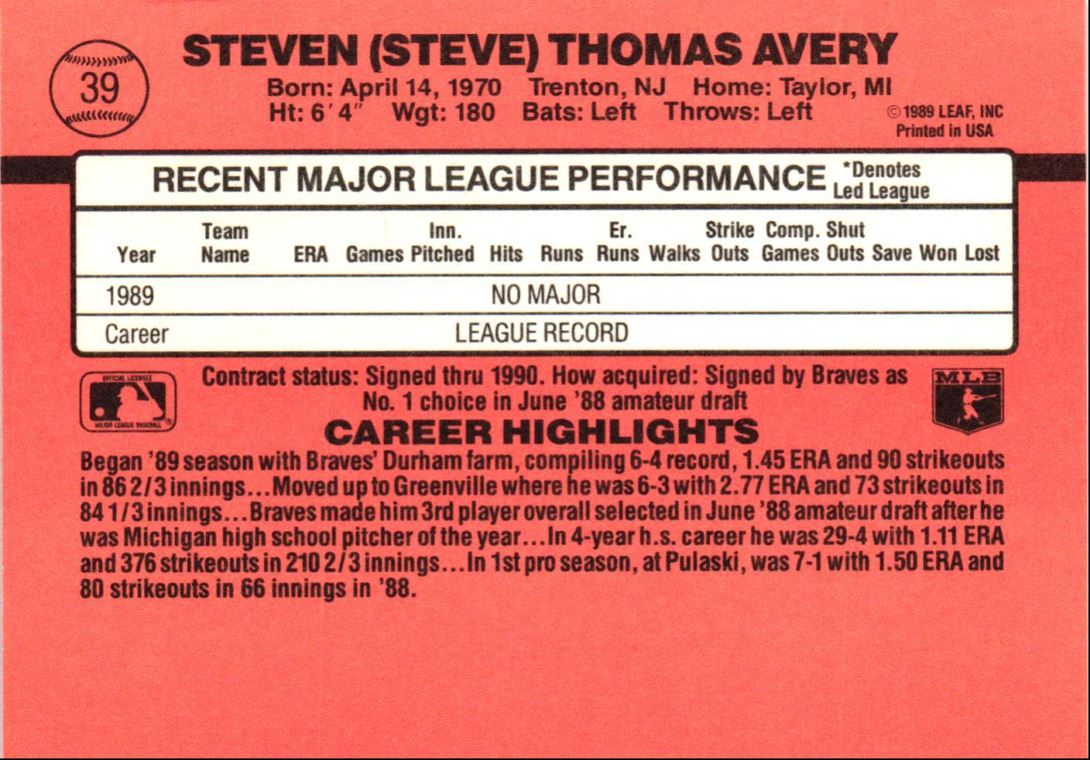 39
STEVEN (STEVE) THOMAS AVERY
Born: April 14, 1970 Trenton, NJ Home: Taylor, MI
Ht: 6´4˝ Wgt: 180 Bats: Left Throws: Left
©1989 LEAF, INC
Printed in USA
RECENT MAJOR LEAGUE PERFORMANCE *Denotes
Led League
Team Inn. Er. Strike Comp. Shut
Year Name ERA Games Pitched Hits Runs Runs Walks Outs Games Outs Save Won Lost
1989 NO MAJOR
Career LEAGUE RECORD
OFFICIAL LICENSEE
MAJOR LEAGUE BASEBALL
Contract status: Signed thru 1990. How acquired: Signed by Braves as
No. 1 choice in June '88 amateur draft
MLB
CAREER HIGHLIGHTS
Began '89 season with Braves' Durham farm, compiling 6-4 record, 1.45 ERA and 90 strikeouts
in 86 2/3 innings...Moved up to Greenville where he was 6-3 with 2.77 ERA and 73 strikeouts in
84 1/3 innings...Braves made him 3rd player overall selected in June '88 amateur draft after he
was Michigan high school pitcher of the year...In 4-year h.s. career he was 29-4 with 1.11 ERA
and 376 strikeouts in 210 2/3 innings...In 1st pro season, at Pulaski, was 7-1 with 1.50 ERA and
80 strikeouts in 66 innings in '88.